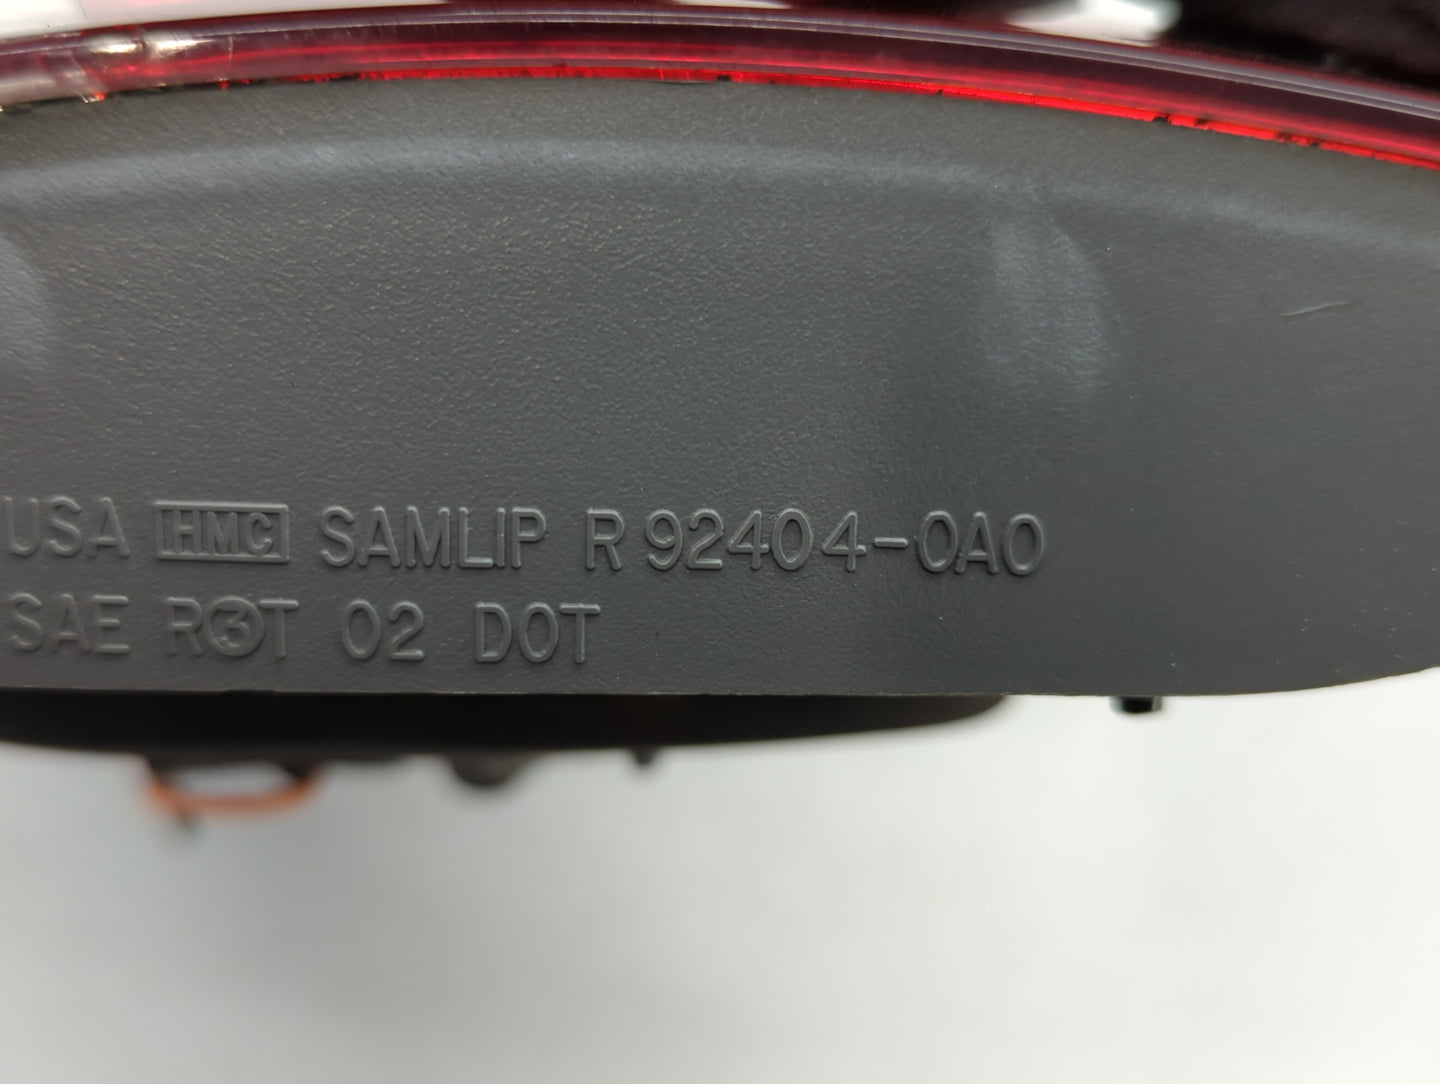 USA HMC SAMLIP R 92404-0A0
SAE R③T 02 DOT